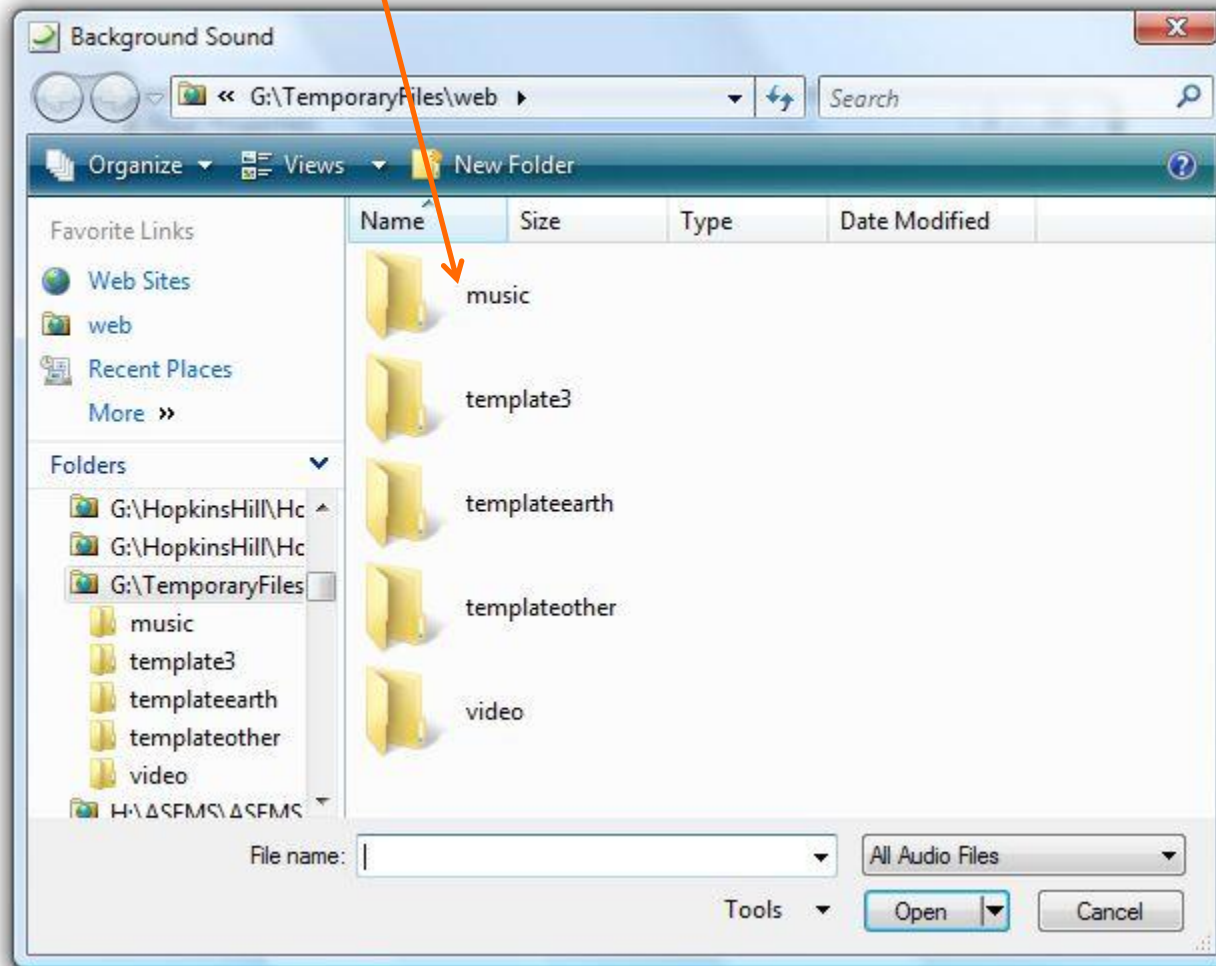 Background Sound
« G:\TemporaryFiles\web
Search
Organize
Views
New Folder
Favorite Links
Web Sites
web
Recent Places
More »
Folders
G:\HopkinsHill\Hc
G:\HopkinsHill\Hc
G:\TemporaryFiles
music
template3
templateearth
templateother
video
H:\ASEMS\ASEMS
Name Size Type Date Modified
music
template3
templateearth
templateother
video
File name:
All Audio Files
Tools
Open
Cancel